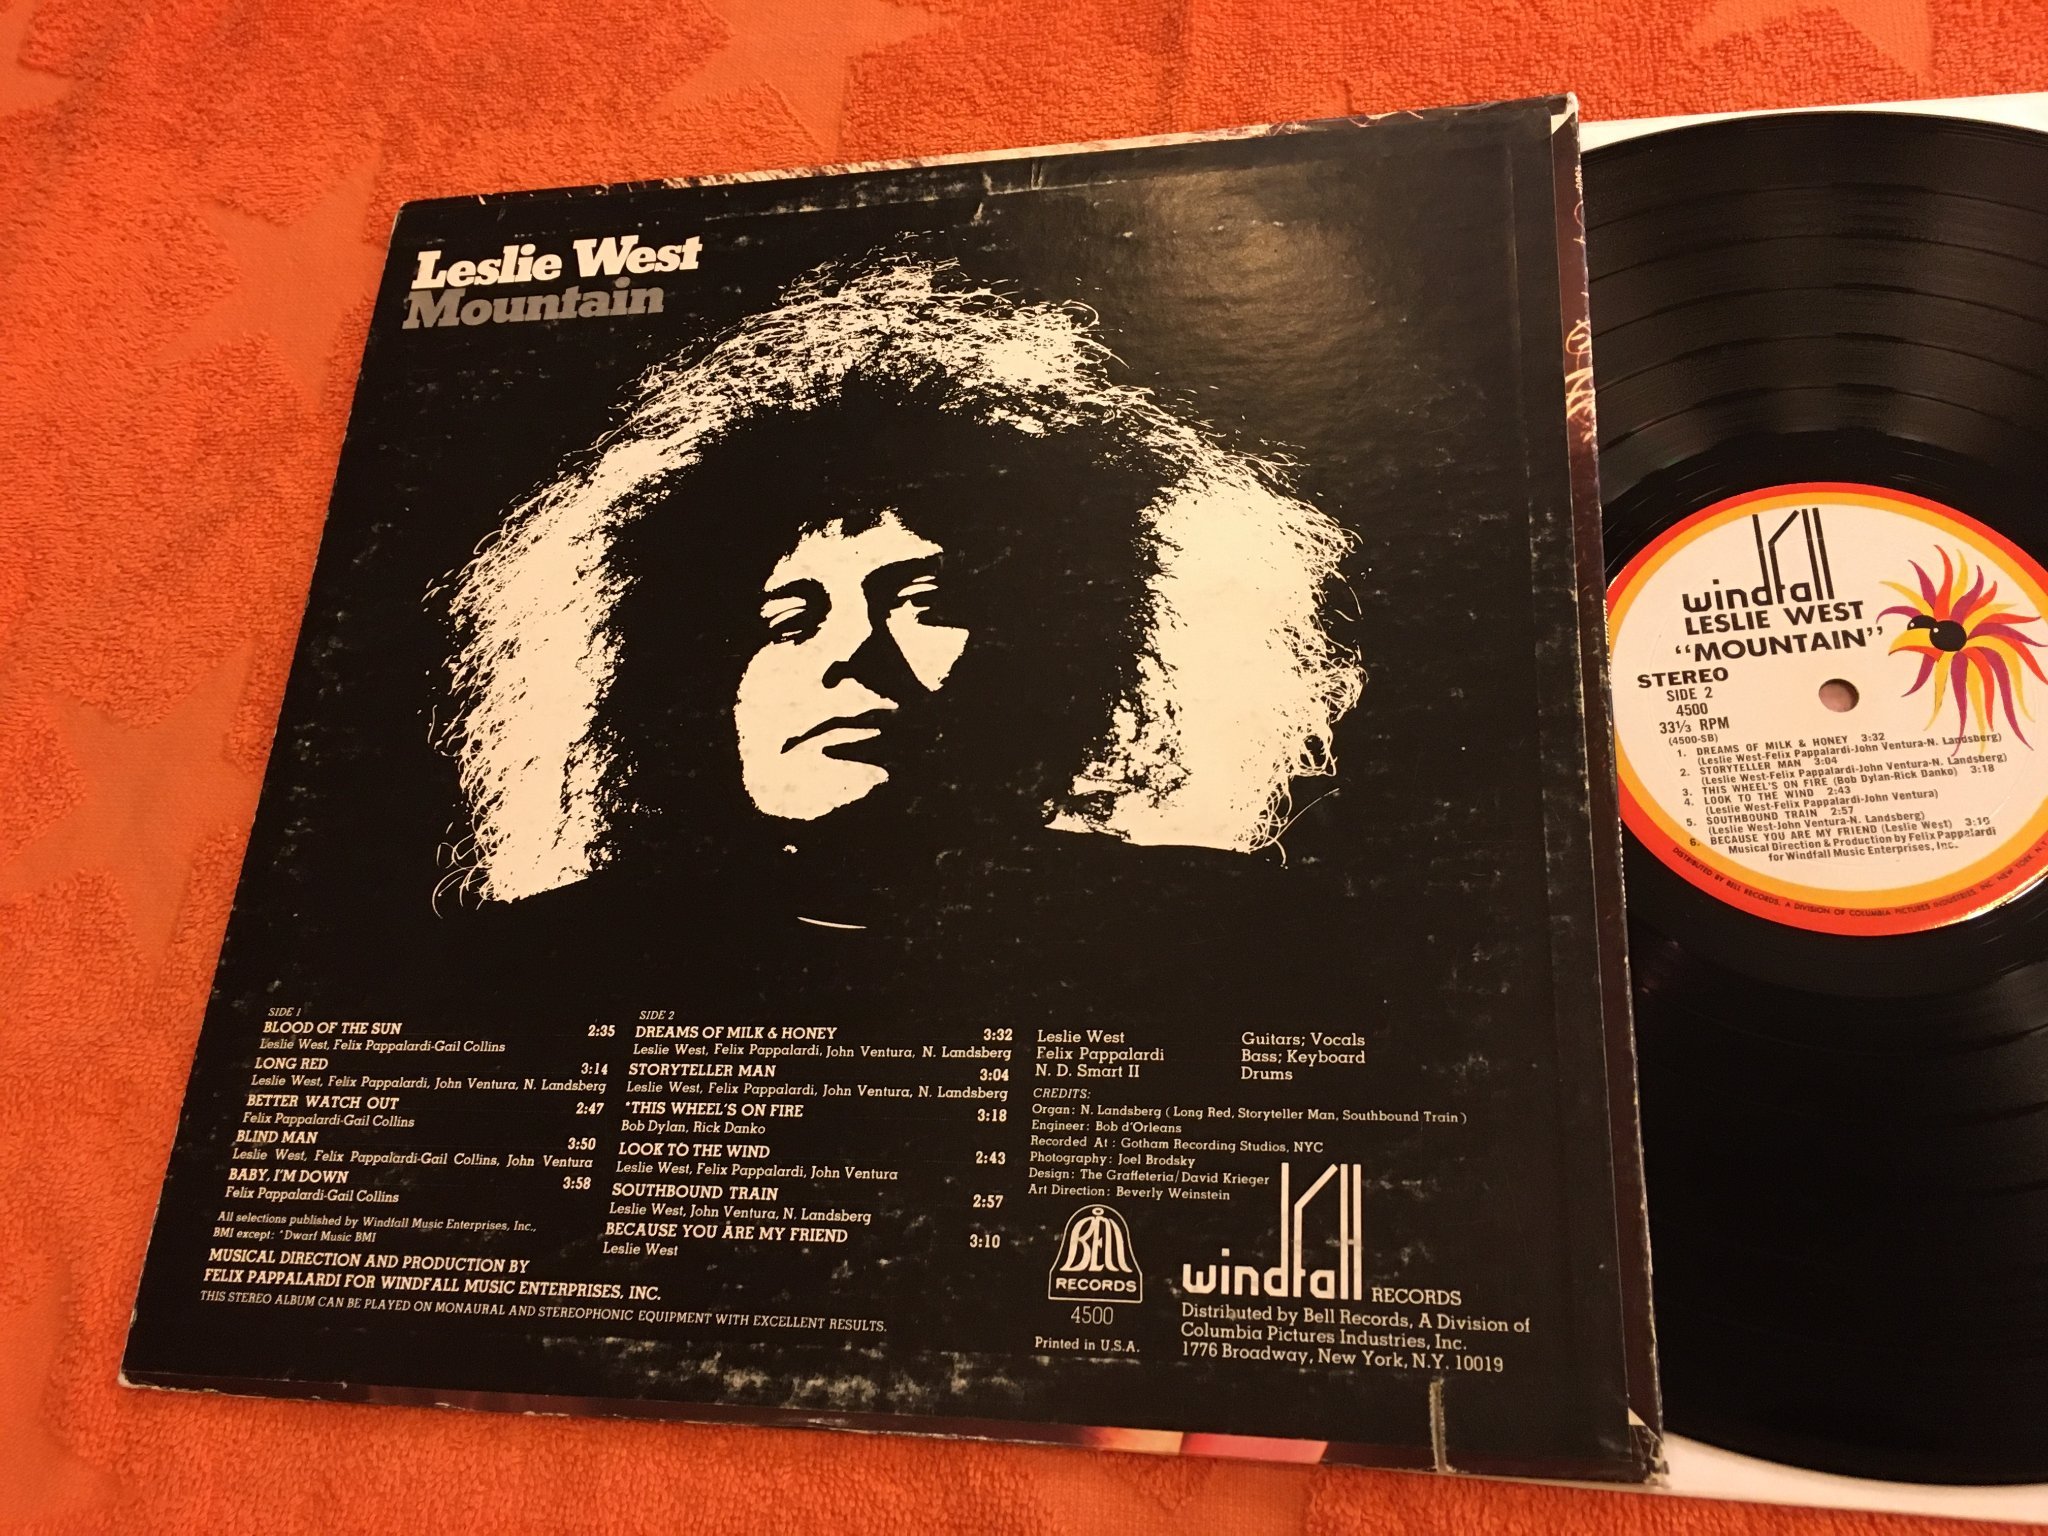 Leslie West
Mountain
SIDE 1
BLOOD OF THE SUN 2:35
Leslie West, Felix Pappalardi-Gail Collins
LONG RED 3:14
Leslie West, Felix Pappalardi, John Ventura, N. Landsberg
BETTER WATCH OUT 2:47
Felix Pappalardi-Gail Collins
BLIND MAN 3:50
Leslie West, Felix Pappalardi-Gail Collins, John Ventura
BABY, I'M DOWN 3:58
Felix Pappalardi-Gail Collins
All selections published by Windfall Music Enterprises, Inc.,
BMI except: *Dwarf Music BMI
MUSICAL DIRECTION AND PRODUCTION BY
FELIX PAPPALARDI FOR WINDFALL MUSIC ENTERPRISES, INC.
THIS STEREO ALBUM CAN BE PLAYED ON MONAURAL AND STEREOPHONIC EQUIPMENT WITH EXCELLENT RESULTS.
SIDE 2
DREAMS OF MILK & HONEY 3:32
Leslie West, Felix Pappalardi, John Ventura, N. Landsberg
STORYTELLER MAN 3:04
Leslie West, Felix Pappalardi, John Ventura, N. Landsberg
*THIS WHEEL'S ON FIRE 3:18
Bob Dylan, Rick Danko
LOOK TO THE WIND 2:43
Leslie West, Felix Pappalardi, John Ventura
SOUTHBOUND TRAIN 2:57
Leslie West, John Ventura, N. Landsberg
BECAUSE YOU ARE MY FRIEND 3:10
Leslie West
Leslie West Guitars; Vocals
Felix Pappalardi Bass; Keyboard
N. D. Smart II Drums
CREDITS:
Organ: N. Landsberg ( Long Red, Storyteller Man, Southbound Train )
Engineer: Bob d'Orleans
Recorded At : Gotham Recording Studios, NYC
Photography : Joel Brodsky
Design: The Graffeteria/David Krieger
Art Direction: Beverly Weinstein
BELL
RECORDS
4500
Printed in U.S.A.
windfall RECORDS
Distributed by Bell Records, A Division of
Columbia Pictures Industries, Inc.
1776 Broadway, New York, N.Y. 10019
windfall
LESLIE WEST
"MOUNTAIN"
STEREO
SIDE 2
4500
33⅓ RPM
(4500-SB)
1. DREAMS OF MILK & HONEY 3:32
(Leslie West-Felix Pappalardi-John Ventura-N. Landsberg)
2. STORYTELLER MAN 3:04
(Leslie West-Felix Pappalardi-John Ventura-N. Landsberg)
3. THIS WHEEL'S ON FIRE (Bob Dylan-Rick Danko) 3:18
4. LOOK TO THE WIND 2:43
(Leslie West-Felix Pappalardi-John Ventura)
5. SOUTHBOUND TRAIN 2:57
(Leslie West-John Ventura-N. Landsberg)
6. BECAUSE YOU ARE MY FRIEND (Leslie West) 3:10
Musical Direction & Production by Felix Pappalardi
for Windfall Music Enterprises, Inc.
DISTRIBUTED BY BELL RECORDS, A DIVISION OF COLUMBIA PICTURES INDUSTRIES, INC. NEW YORK, N.Y.